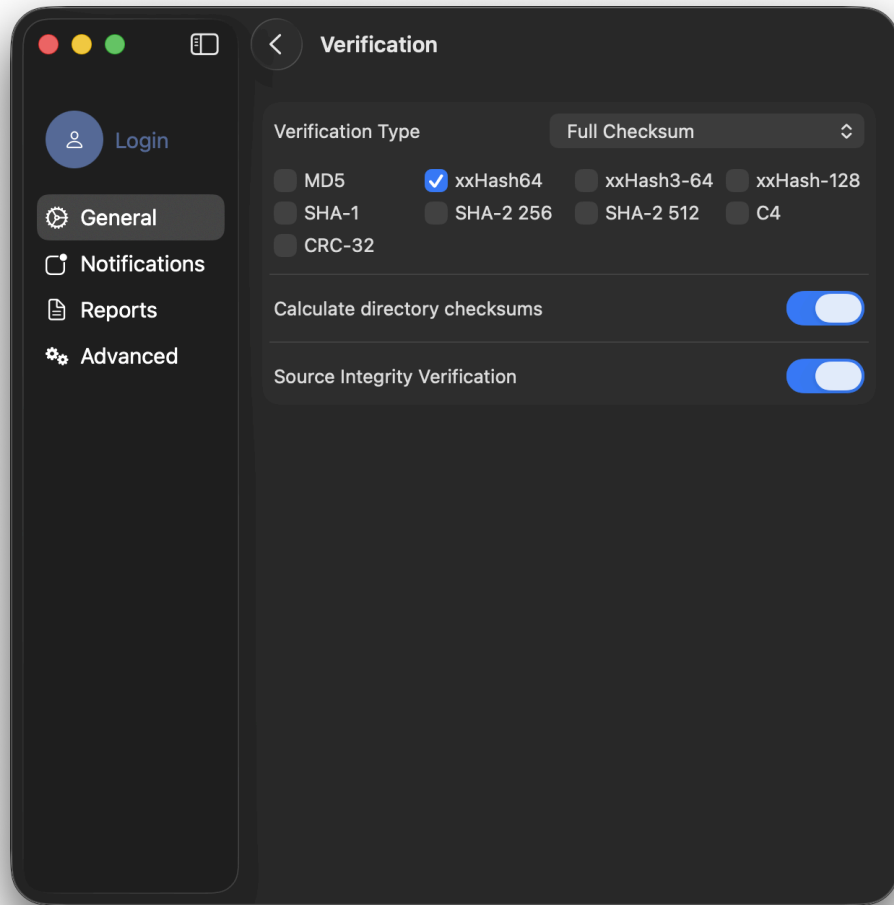 Verification
Login
General
Notifications
Reports
Advanced
Verification Type Full Checksum
MD5 xxHash64 xxHash3-64 xxHash-128
SHA-1 SHA-2 256 SHA-2 512 C4
CRC-32
Calculate directory checksums
Source Integrity Verification